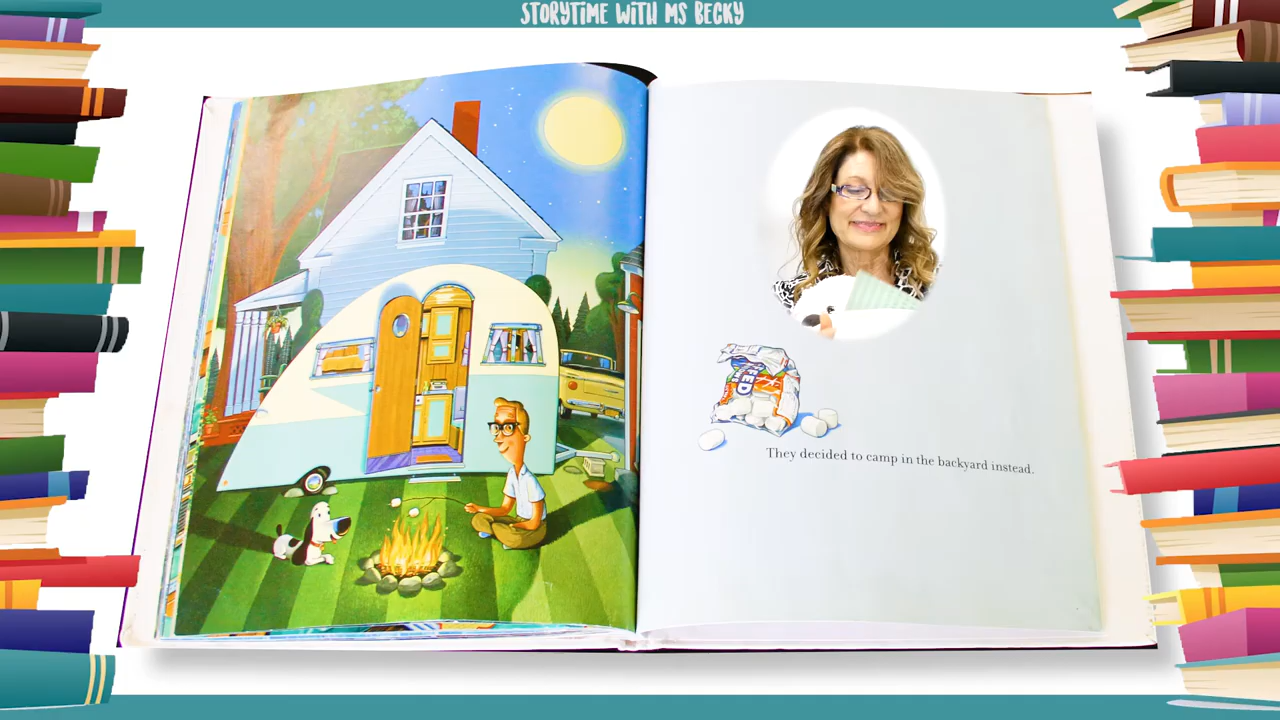 STORYTIME WITH MS BECKY
They decided to camp in the backyard instead.